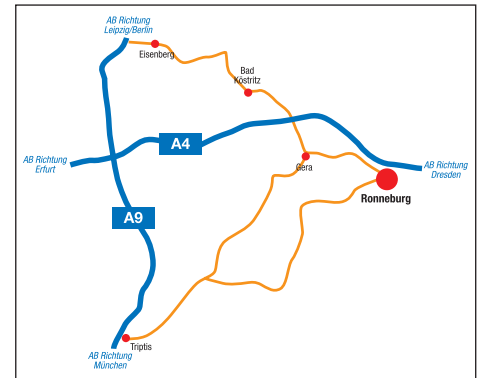 AB Richtung
Leipzig/Berlin
Eisenberg
Bad
Köstritz
A4
AB Richtung
Erfurt
Gera
AB Richtung
Dresden
Ronneburg
A9
Triptis
AB Richtung
München